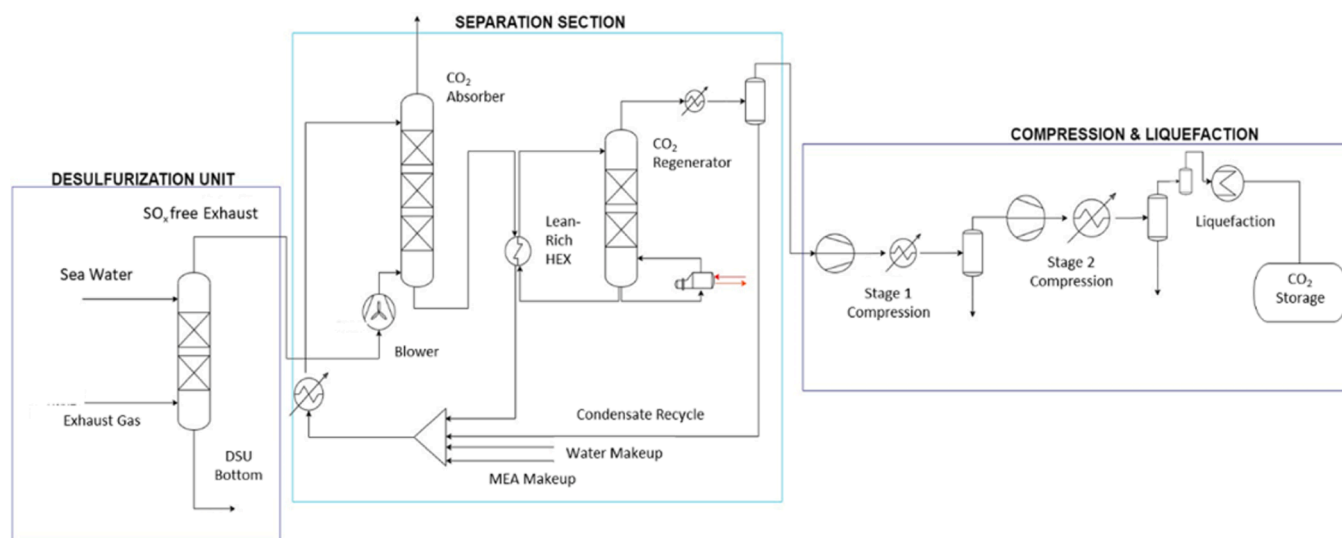 SEPARATION SECTION
CO₂
Absorber
CO₂
Regenerator
COMPRESSION & LIQUEFACTION
DESULFURIZATION UNIT
SOₓ free Exhaust
Sea Water
Lean-
Rich
HEX
Liquefaction
Stage 2
Compression
Stage 1
Compression
CO₂
Storage
Blower
Exhaust Gas
Condensate Recycle
Water Makeup
MEA Makeup
DSU
Bottom